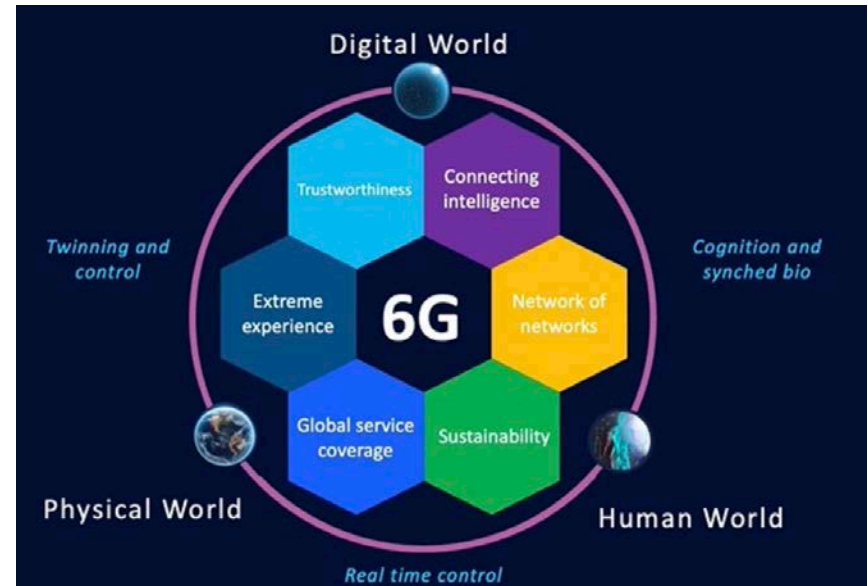 Digital World
Trustworthiness
Connecting
intelligence
Twinning and
control
Cognition and
synched bio
Extreme
experience
6G
Network of
networks
Global service
coverage
Sustainability
Physical World
Human World
Real time control